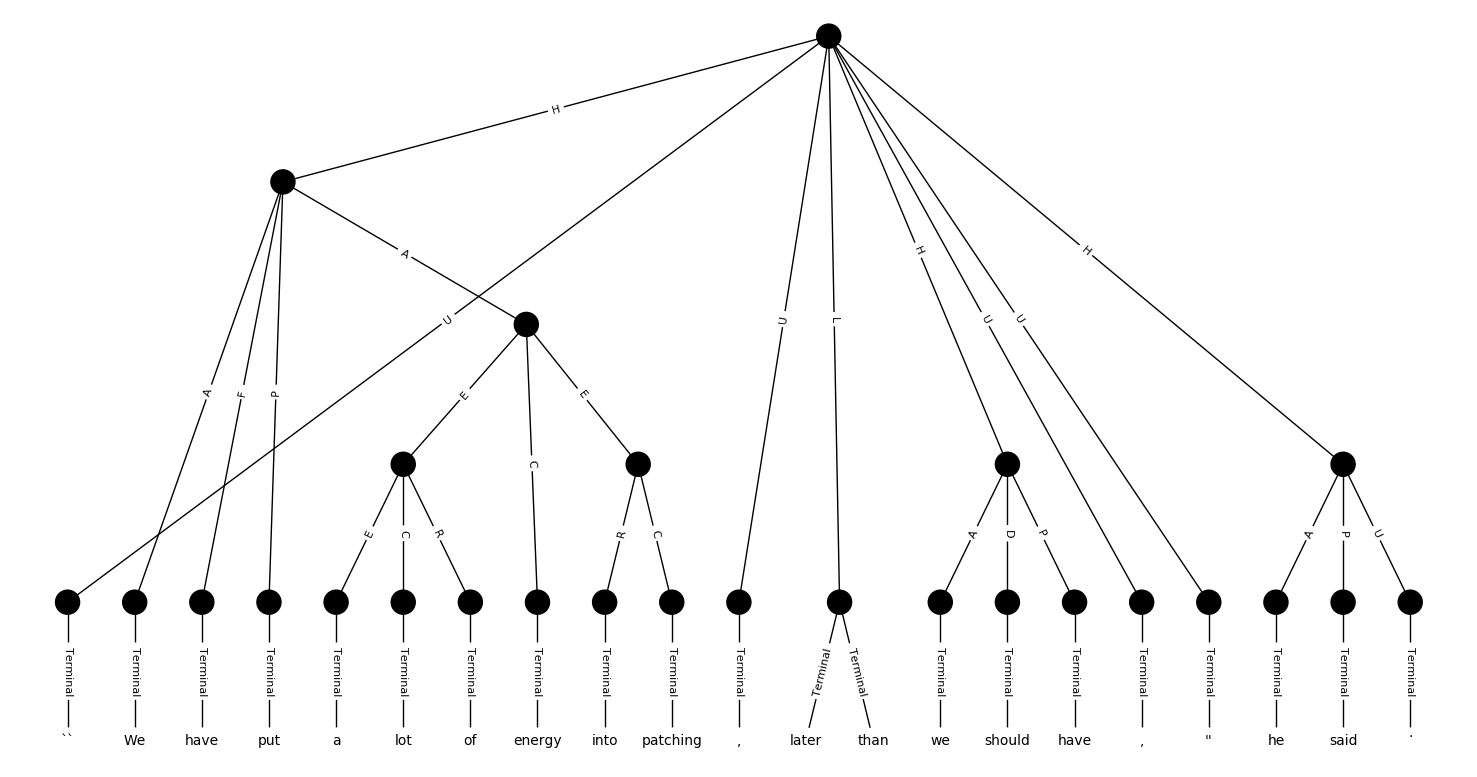 H
H
H
A
U
U
L
U
U
A
F
P
E
C
E
E
C
R
R
C
A
D
P
A
P
U
Terminal Terminal Terminal Terminal Terminal Terminal Terminal Terminal Terminal Terminal Terminal Terminal Terminal Terminal Terminal Terminal Terminal Terminal Terminal Terminal Terminal
`` We have put a lot of energy into patching , later than we should have , " he said .